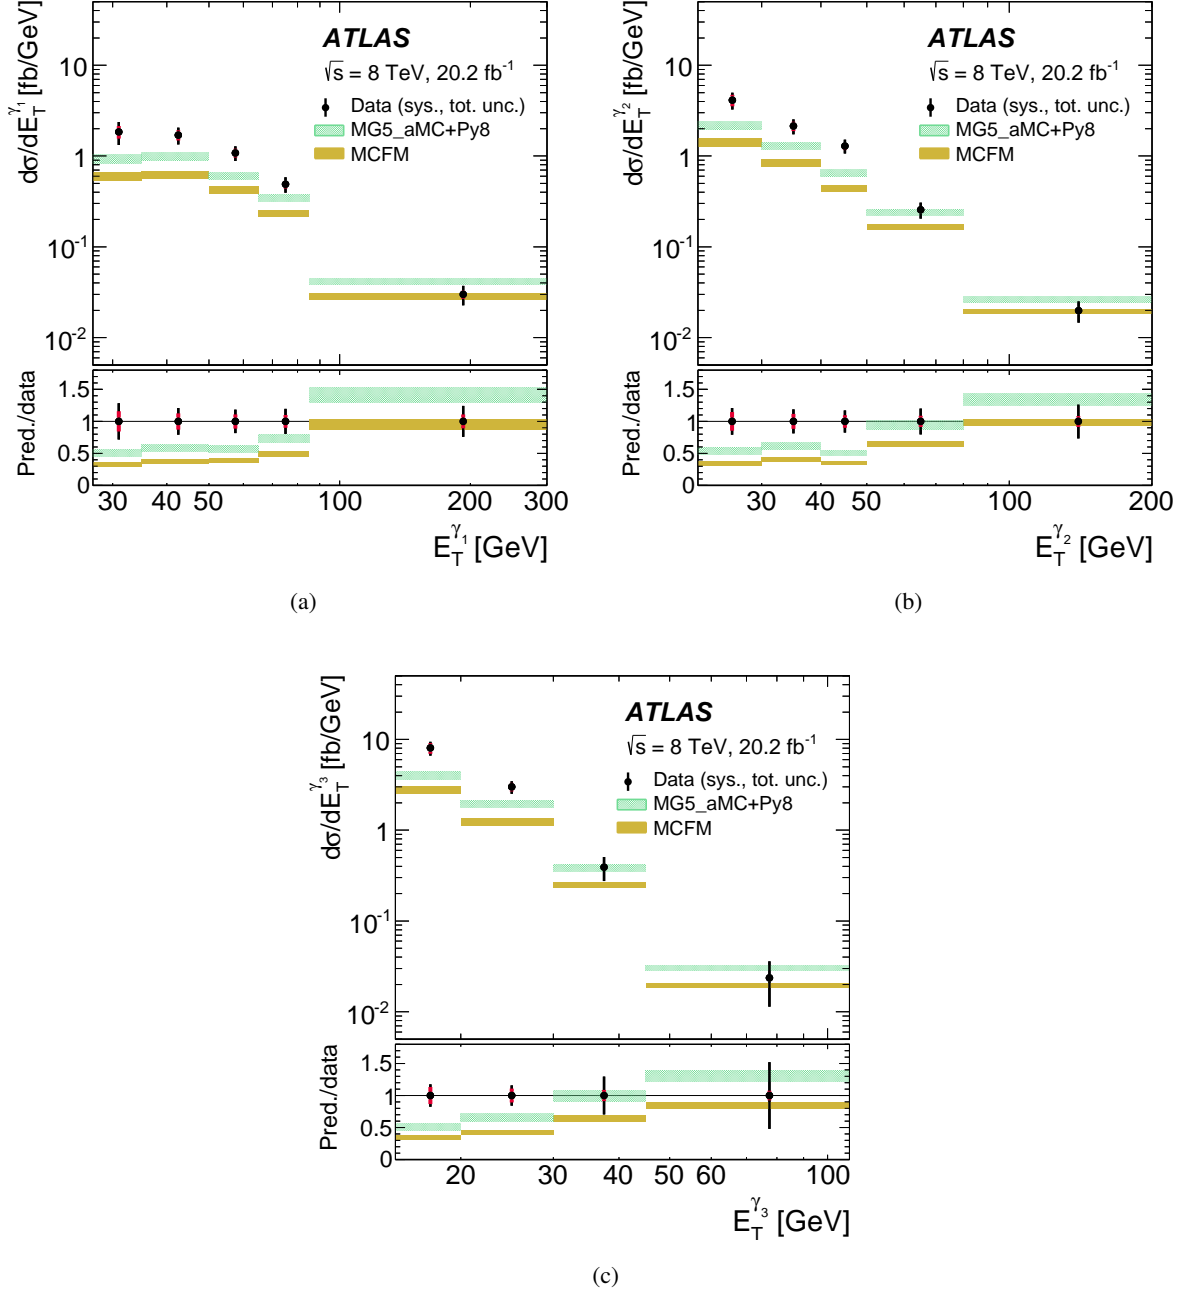 dσ/dE_T^γ₁ [fb/GeV]
10
1
10⁻¹
10⁻²
ATLAS
√s = 8 TeV, 20.2 fb⁻¹
Data (sys., tot. unc.)
MG5_aMC+Py8
MCFM
Pred./data
1.5
1
0.5
0
30 40 50 100 200 300
E_T^γ₁ [GeV]
(a)
dσ/dE_T^γ₂ [fb/GeV]
10
1
10⁻¹
10⁻²
ATLAS
√s = 8 TeV, 20.2 fb⁻¹
Data (sys., tot. unc.)
MG5_aMC+Py8
MCFM
Pred./data
1.5
1
0.5
0
30 40 50 100 200
E_T^γ₂ [GeV]
(b)
dσ/dE_T^γ₃ [fb/GeV]
10
1
10⁻¹
10⁻²
ATLAS
√s = 8 TeV, 20.2 fb⁻¹
Data (sys., tot. unc.)
MG5_aMC+Py8
MCFM
Pred./data
1.5
1
0.5
0
20 30 40 50 60 100
E_T^γ₃ [GeV]
(c)